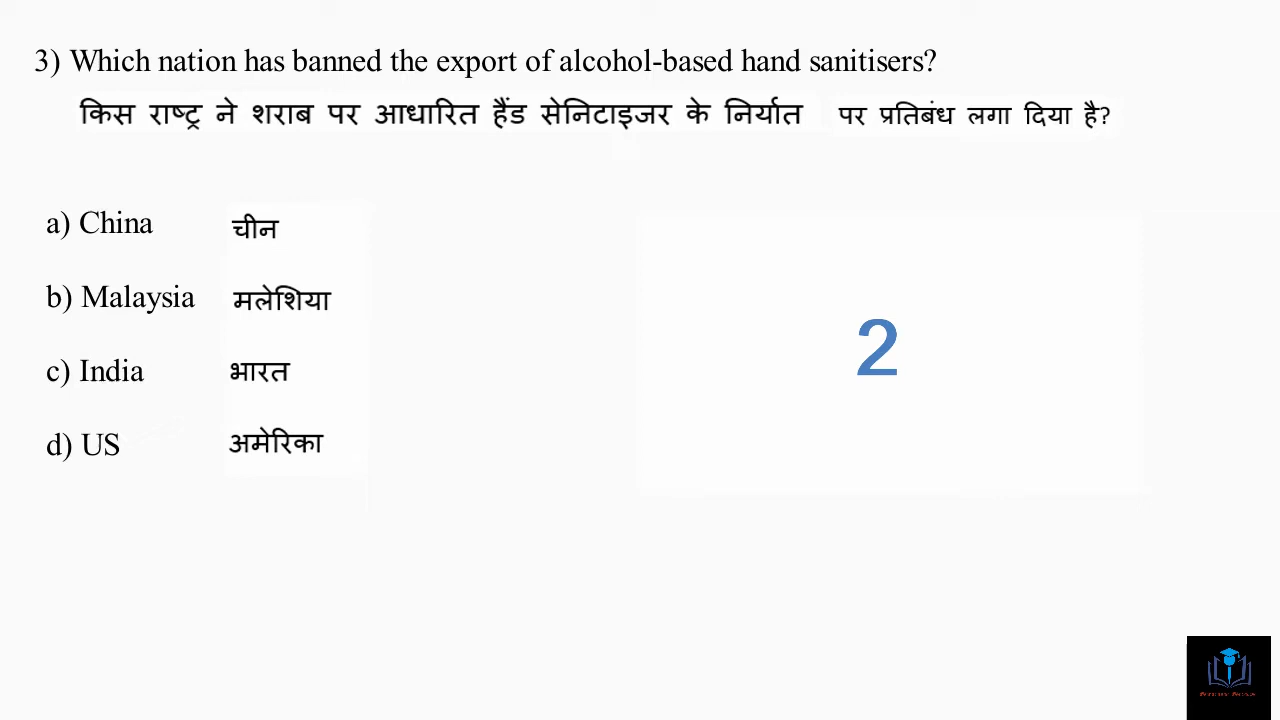 3) Which nation has banned the export of alcohol-based hand sanitisers?
किस राष्ट्र ने शराब पर आधारित हैंड सेनिटाइजर के निर्यात पर प्रतिबंध लगा दिया है?
a) China चीन
b) Malaysia मलेशिया
2
c) India भारत
d) US अमेरिका